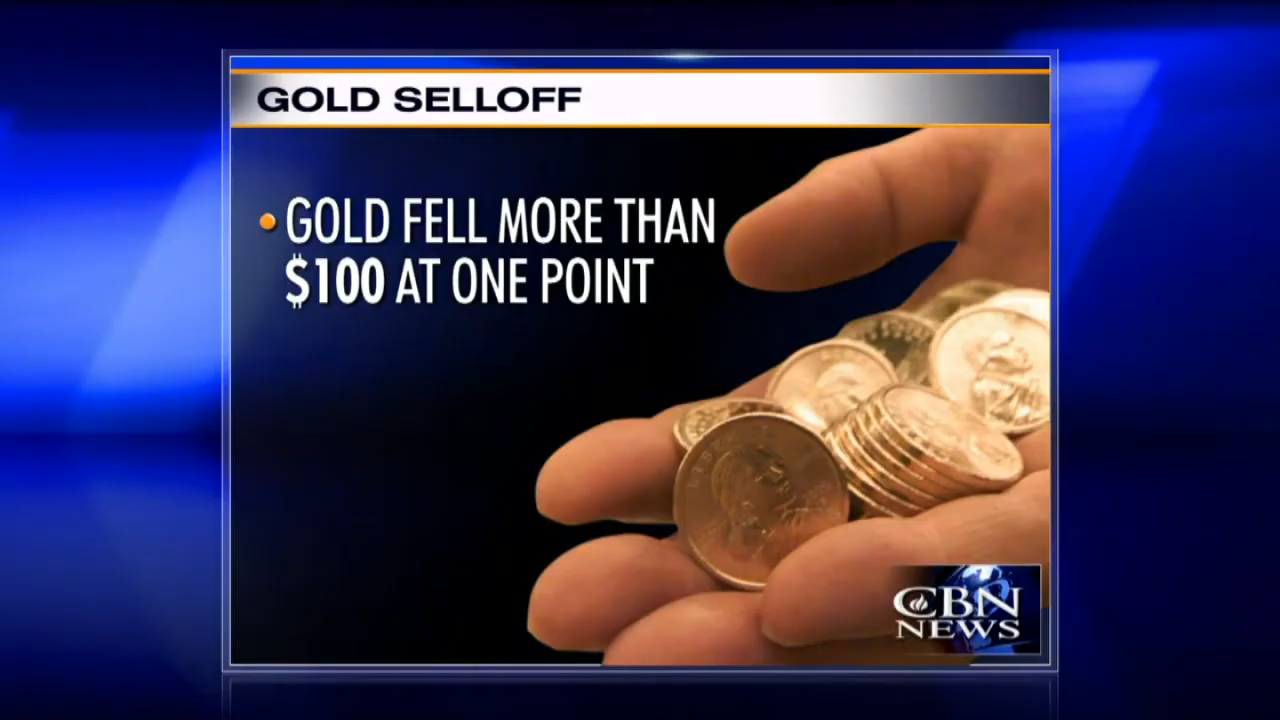 GOLD SELLOFF
• GOLD FELL MORE THAN
$100 AT ONE POINT
CBN
NEWS